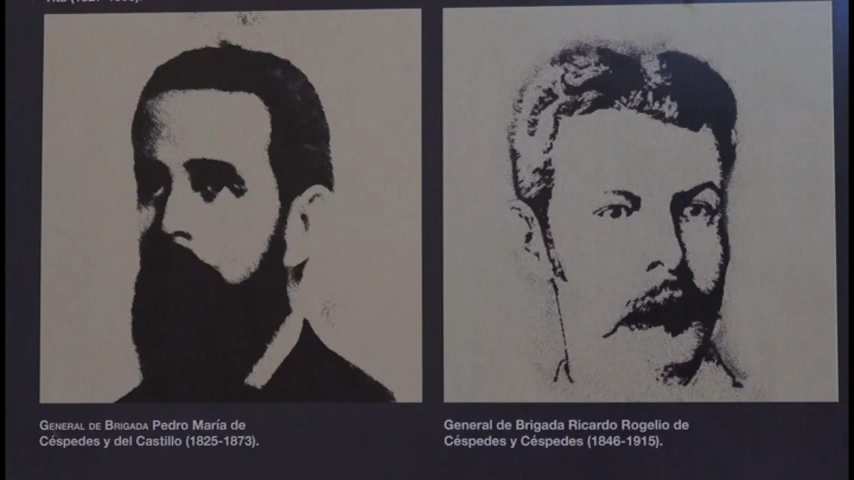 General de Brigada Pedro María de
Céspedes y del Castillo (1825-1873).
General de Brigada Ricardo Rogelio de
Céspedes y Céspedes (1846-1915).